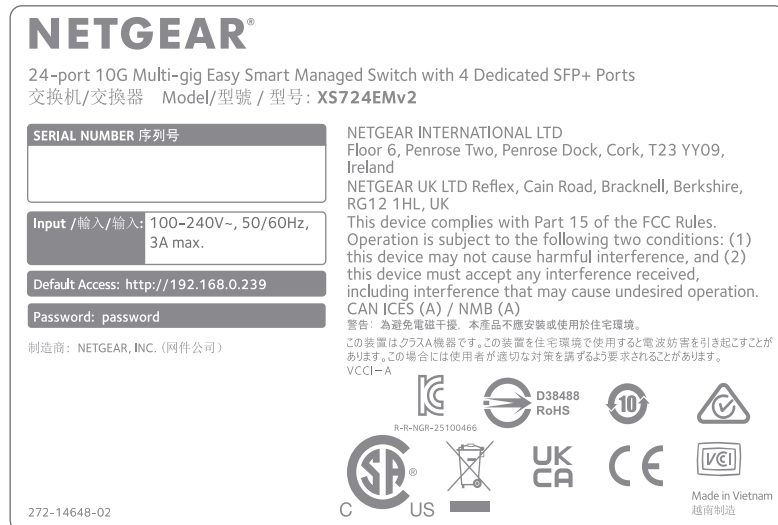 NETGEAR®
24-port 10G Multi-gig Easy Smart Managed Switch with 4 Dedicated SFP+ Ports
交换机/交換器 Model/型號 / 型号: XS724EMv2
SERIAL NUMBER 序列号
Input /輸入/输入: 100-240V~, 50/60Hz,
3A max.
Default Access: http://192.168.0.239
Password: password
制造商: NETGEAR, INC. (网件公司)
272-14648-02
NETGEAR INTERNATIONAL LTD
Floor 6, Penrose Two, Penrose Dock, Cork, T23 YY09,
Ireland
NETGEAR UK LTD Reflex, Cain Road, Bracknell, Berkshire,
RG12 1HL, UK
This device complies with Part 15 of the FCC Rules.
Operation is subject to the following two conditions: (1)
this device may not cause harmful interference, and (2)
this device must accept any interference received,
including interference that may cause undesired operation.
CAN ICES (A) / NMB (A)
警告: 為避免電磁干擾, 本產品不應安裝或使用於住宅環境。
この装置は,クラスA機器です。この装置を住宅環境で使用すると電波妨害を引き起こすことが
あります。この場合には使用者が適切な対策を講ずるよう要求されることがあります。
VCCI-A
R-R-NGR-25100466
D38488
RoHS
10
C SA ® US
UK
CA
CE
VCI
Made in Vietnam
越南制造